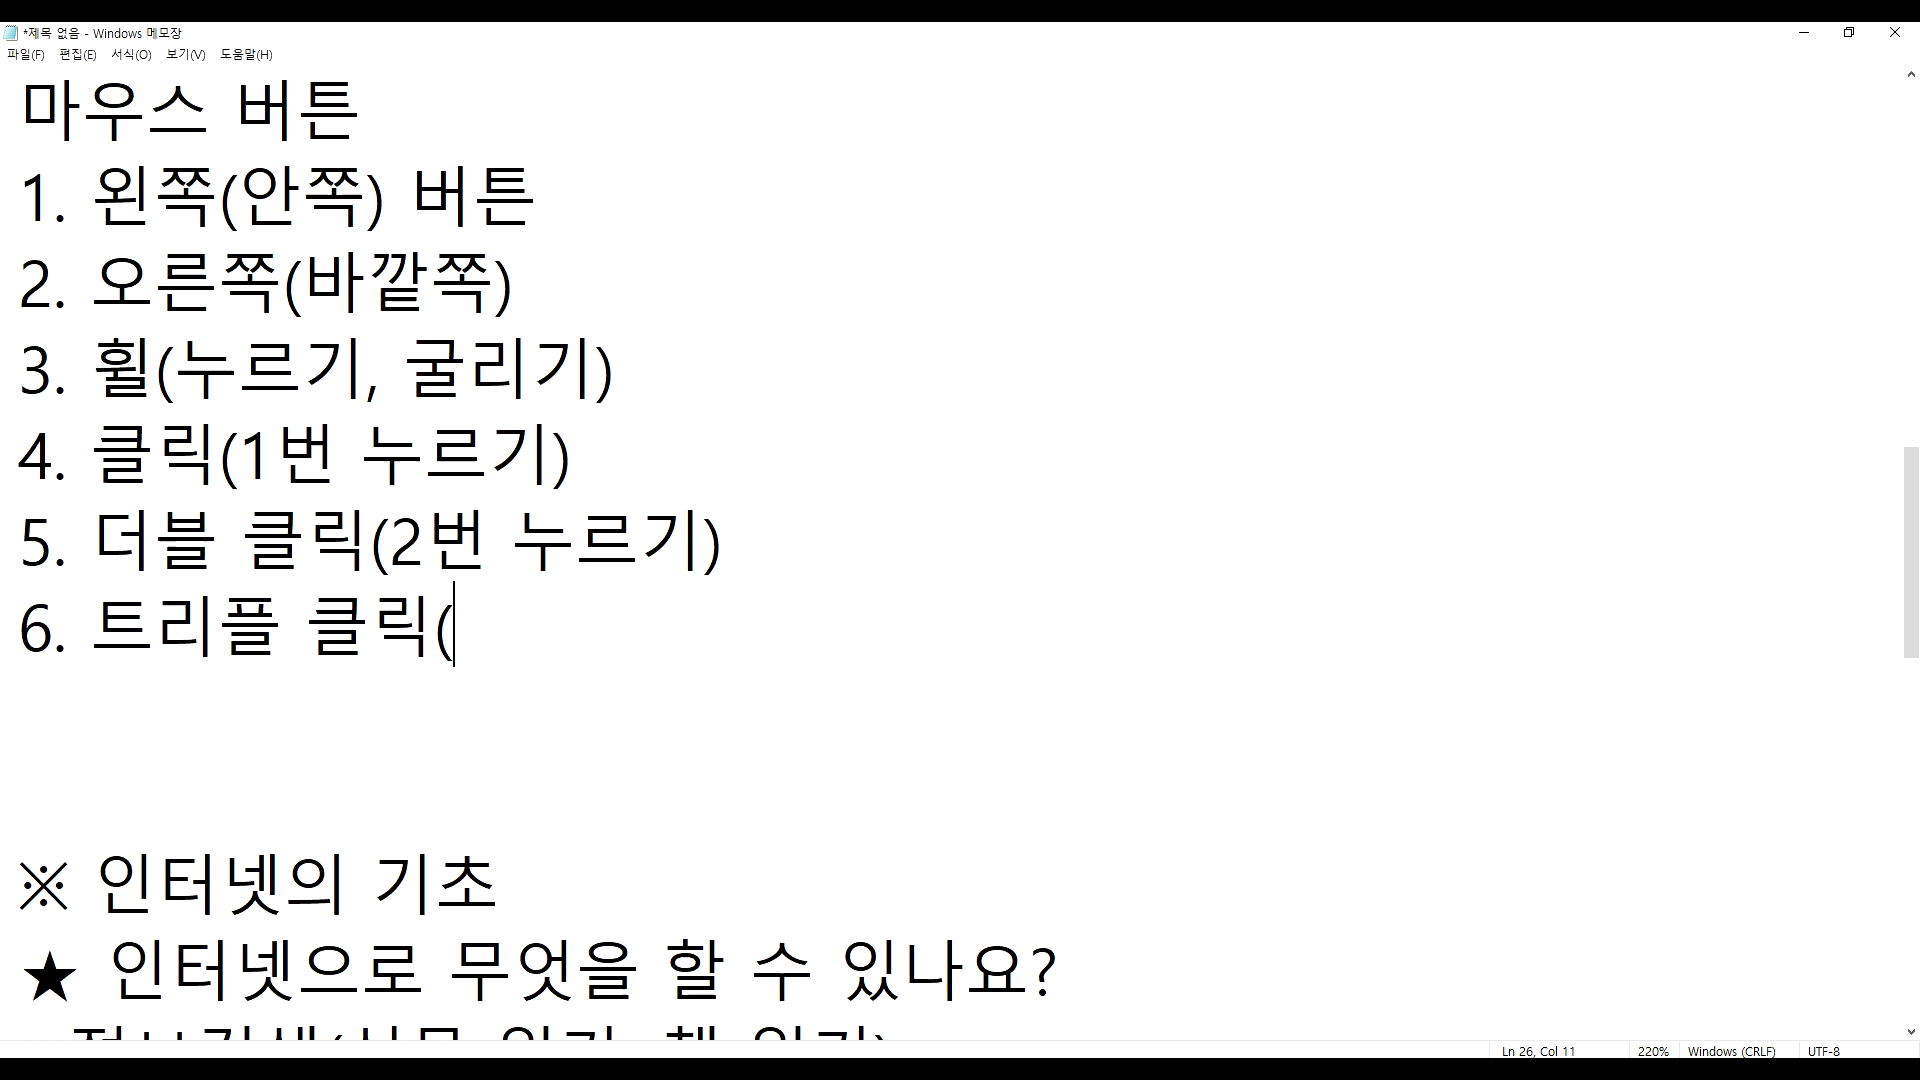 *제목 없음 - Windows 메모장
파일(F) 편집(E) 서식(O) 보기(V) 도움말(H)
마우스 버튼
1. 왼쪽(안쪽) 버튼
2. 오른쪽(바깥쪽)
3. 휠(누르기, 굴리기)
4. 클릭(1번 누르기)
5. 더블 클릭(2번 누르기)
6. 트리플 클릭(
※ 인터넷의 기초
★ 인터넷으로 무엇을 할 수 있나요?
Ln 26, Col 11 220% Windows (CRLF) UTF-8